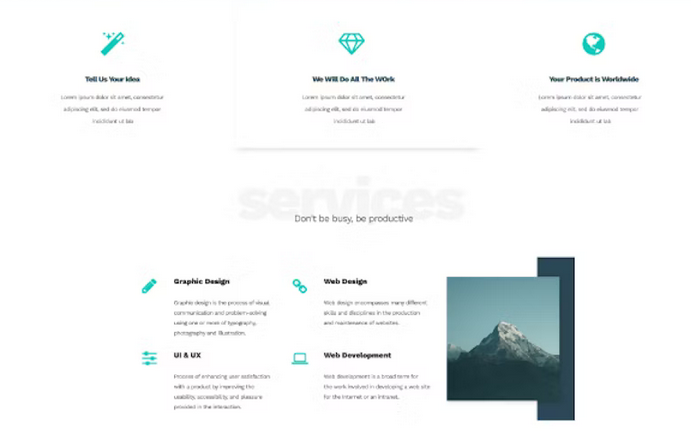 Tell Us Your Idea
Lorem ipsum dolor sit amet, consectetur
adipiscing elit, sed do eiusmod tempor
incididunt ut lab
We Will Do All The WOrk
Lorem ipsum dolor sit amet, consectetur
adipiscing elit, sed do eiusmod tempor
incididunt ut lab
Your Product is Worldwide
Lorem ipsum dolor sit amet, consectetur
adipiscing elit, sed do eiusmod tempor
incididunt ut lab
services
Don't be busy, be productive
Graphic Design
Graphic design is the process of visual
communication and problem-solving
using one or more of typography,
photography and illustration.
Web Design
Web design encompasses many different
skills and disciplines in the production
and maintenance of websites.
UI & UX
Process of enhancing user satisfaction
with a product by improving the
usability, accessibility, and pleasure
provided in the interaction.
Web Development
Web development is a broad term for
the work involved in developing a web site
for the Internet or an intranet.